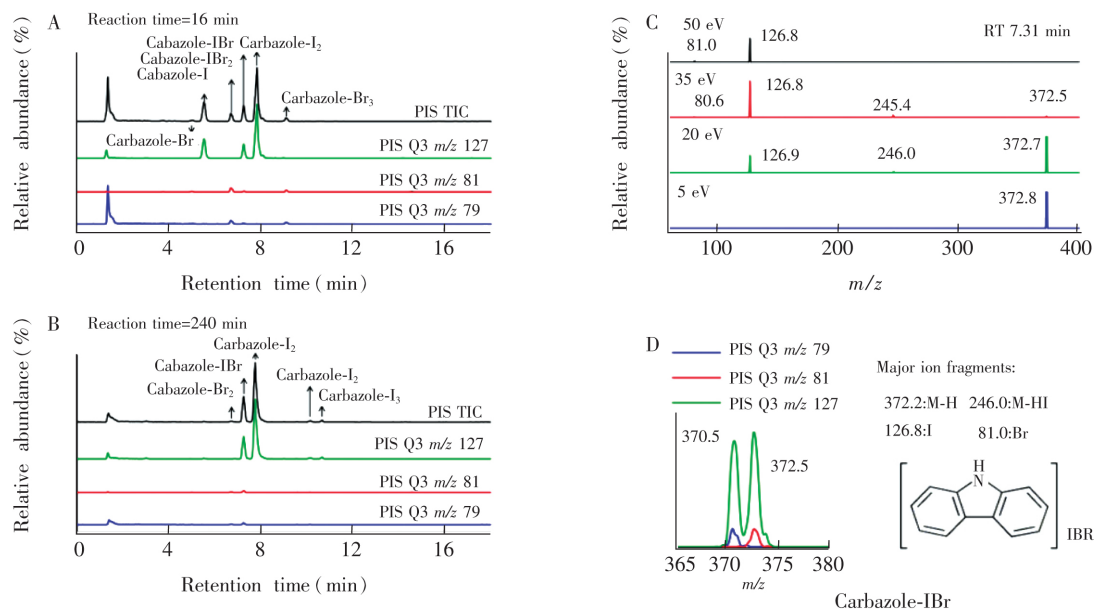 A
Reaction time=16 min
Relative abundance(%)
Cabazole-IBr
Cabazole-IBr₂
Cabazole-I
Carbazole-I₂
Carbazole-Br₃
PIS TIC
Carbazole-Br
PIS Q3 m/z 127
PIS Q3 m/z 81
PIS Q3 m/z 79
0 4 8 12 16
Retention time(min)
B
Reaction time=240 min
Relative abundance(%)
Carbazole-I₂
Cabazole-IBr
Cabazole-Br₂
Carbazole-I₂
Carbazole-I₃
PIS TIC
PIS Q3 m/z 127
PIS Q3 m/z 81
PIS Q3 m/z 79
0 4 8 12 16
Retention time(min)
C
Relative abundance(%)
RT 7.31 min
50 eV
81.0
126.8
35 eV
80.6
126.8
245.4
372.5
20 eV
126.9
246.0
372.7
5 eV
372.8
100 200 300 400
m/z
D
PIS Q3 m/z 79
PIS Q3 m/z 81
PIS Q3 m/z 127
370.5
372.5
365 370 375 380
m/z
Major ion fragments:
372.2:M-H 246.0:M-HI
126.8:I 81.0:Br
H
N
IBR
Carbazole-IBr